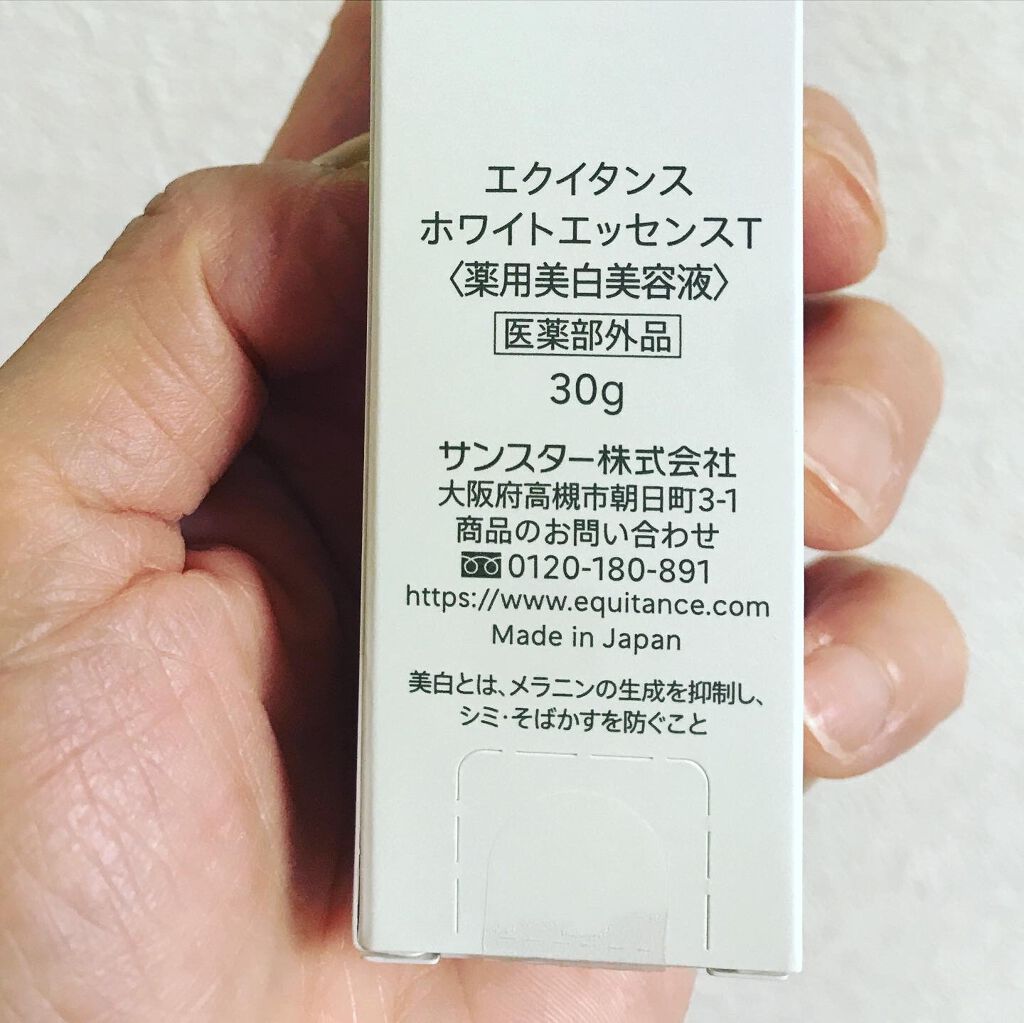 エクイタンス
ホワイトエッセンスT
〈薬用美白美容液〉
医薬部外品
30g
サンスター株式会社
大阪府高槻市朝日町3-1
商品のお問い合わせ
0120-180-891
https://www.equitance.com
Made in Japan
美白とは、メラニンの生成を抑制し、
シミ・そばかすを防ぐこと